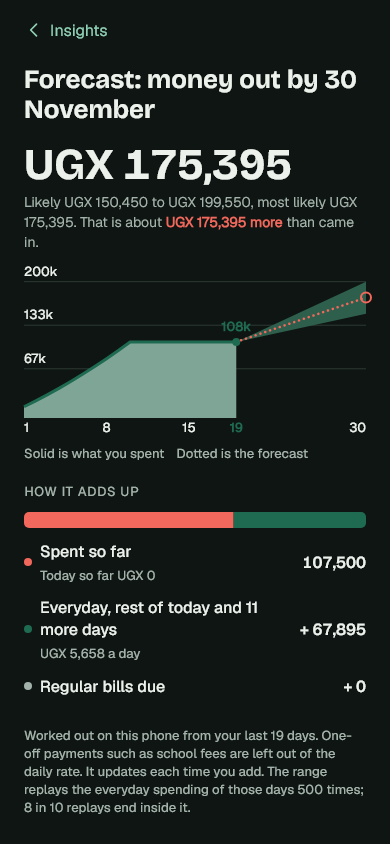 Insights
Forecast: money out by 30
November
UGX 175,395
Likely UGX 150,450 to UGX 199,550, most likely UGX
175,395. That is about UGX 175,395 more than came
in.
200k
133k
108k
67k
1 8 15 19 30
Solid is what you spent Dotted is the forecast
HOW IT ADDS UP
Spent so far 107,500
Today so far UGX 0
Everyday, rest of today and 11
more days + 67,895
UGX 5,658 a day
Regular bills due + 0
Worked out on this phone from your last 19 days. One-
off payments such as school fees are left out of the
daily rate. It updates each time you add. The range
replays the everyday spending of those days 500 times;
8 in 10 replays end inside it.